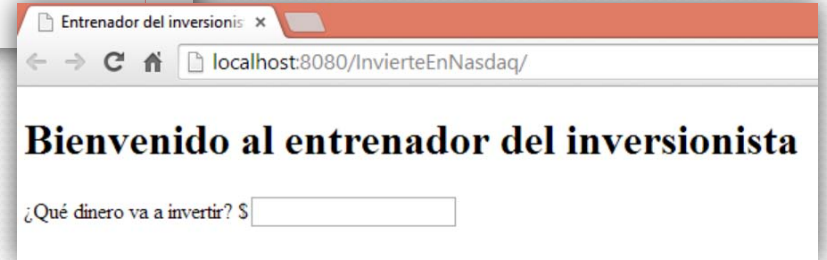 Entrenador del inversionis
localhost:8080/InvierteEnNasdaq/
Bienvenido al entrenador del inversionista
¿Qué dinero va a invertir? $